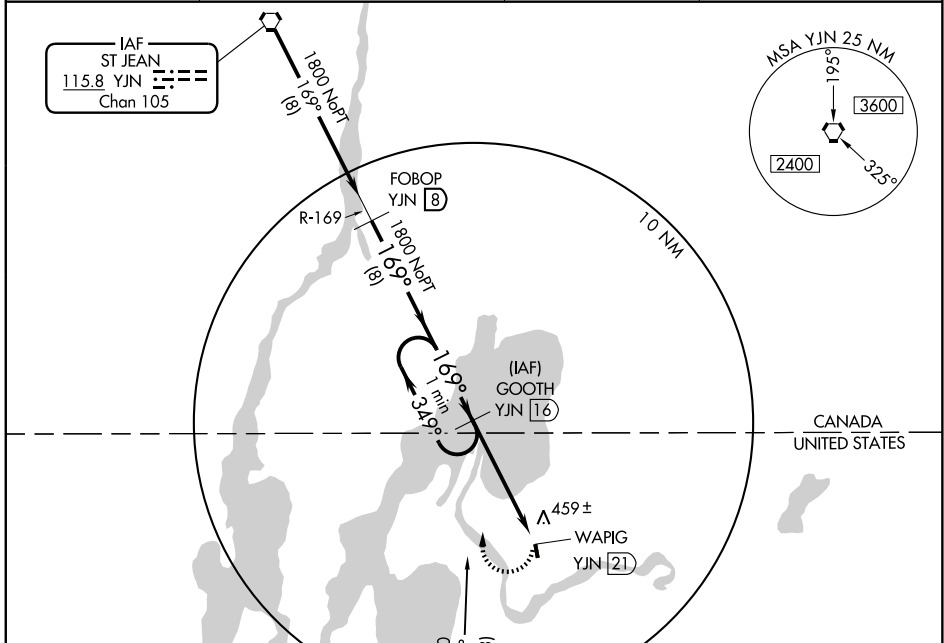 IAF
ST JEAN
115.8 YJN
Chan 105
1800 NoPT
169°
(8)
MSA YJN 25 NM
195°
3600
2400
325°
FOBOP
YJN 8
R-169
10 NM
1800 NoPT
169°
(8)
169°
1 min
349°
(IAF)
GOOTH
YJN 16
CANADA
UNITED STATES
459±
WAPIG
YJN 21